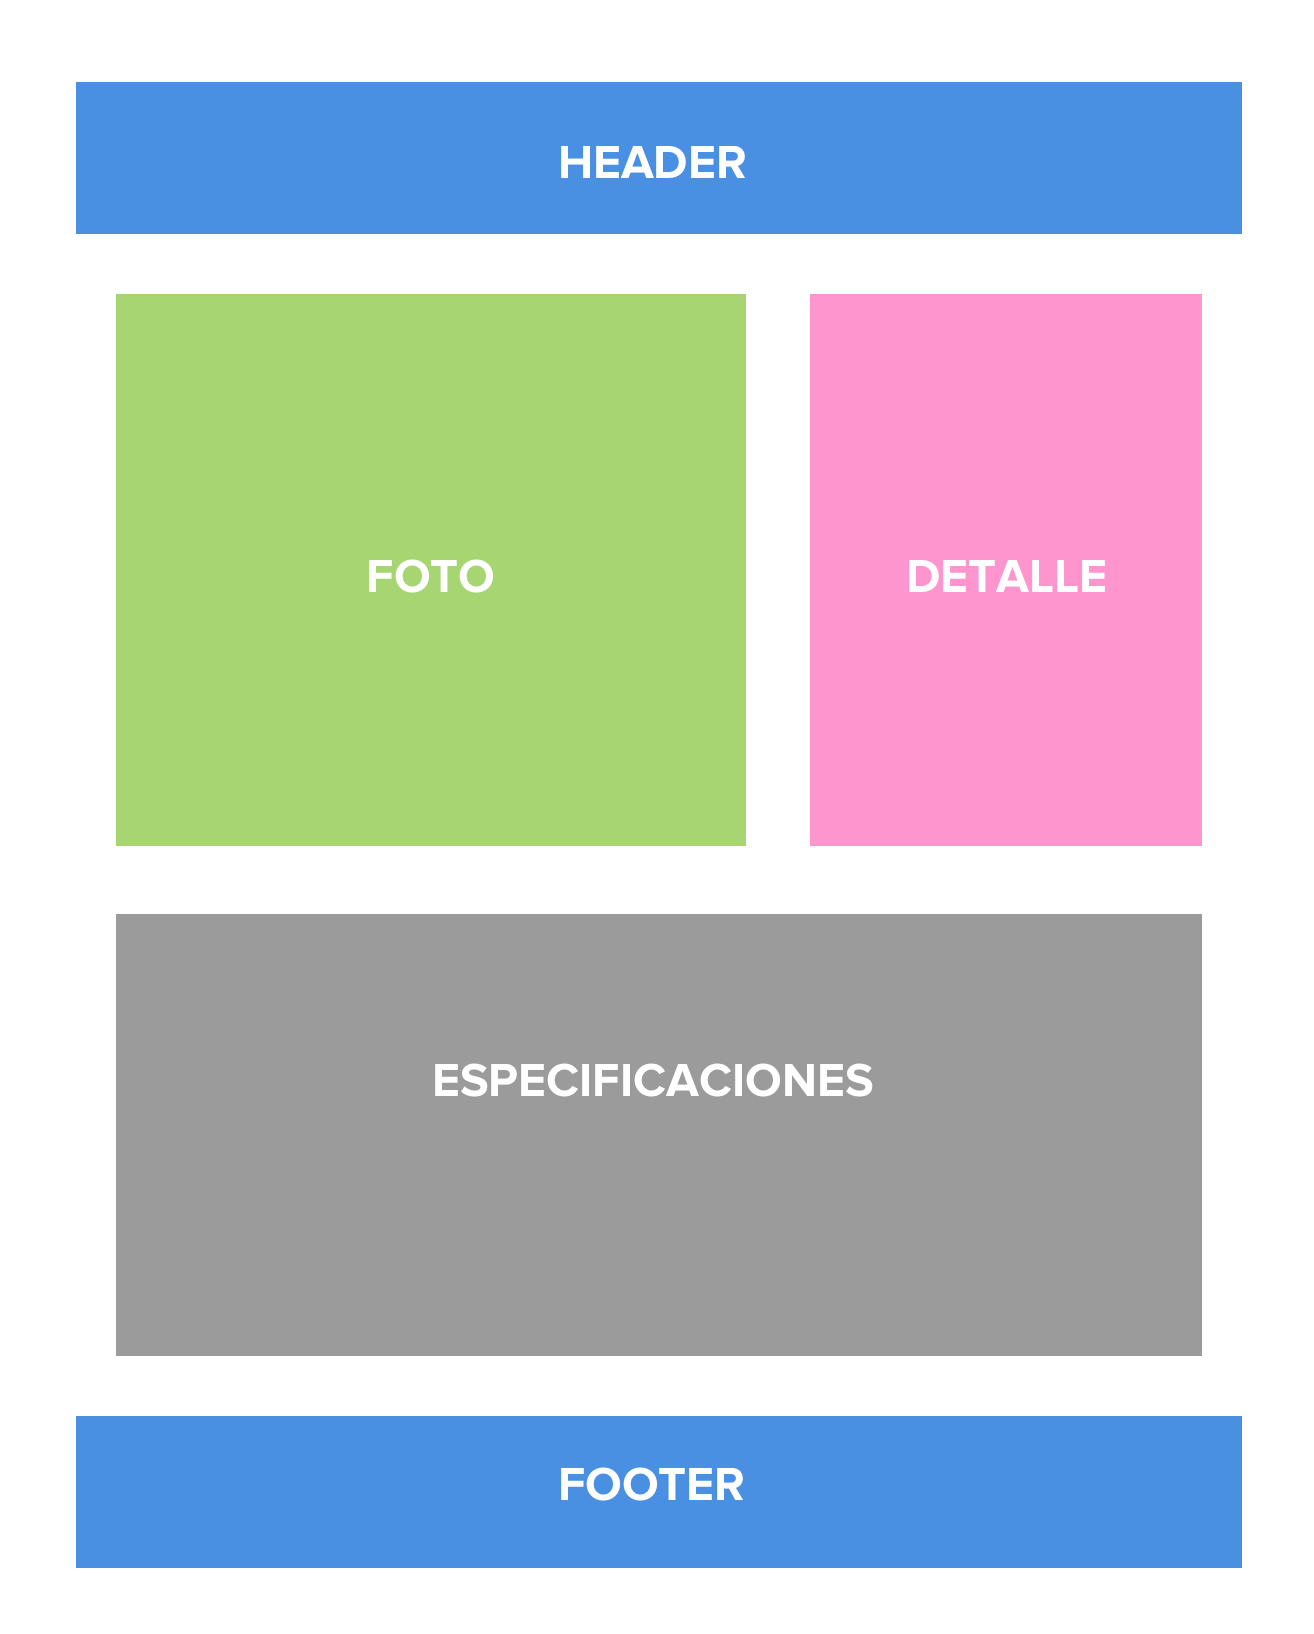 HEADER
FOTO
DETALLE
ESPECIFICACIONES
FOOTER